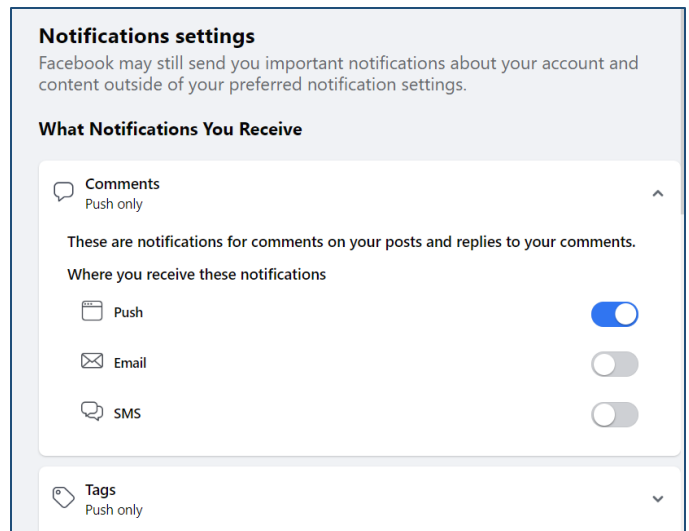 Notifications settings
Facebook may still send you important notifications about your account and
content outside of your preferred notification settings.
What Notifications You Receive
Comments
Push only
These are notifications for comments on your posts and replies to your comments.
Where you receive these notifications
Push
Email
SMS
Tags
Push only